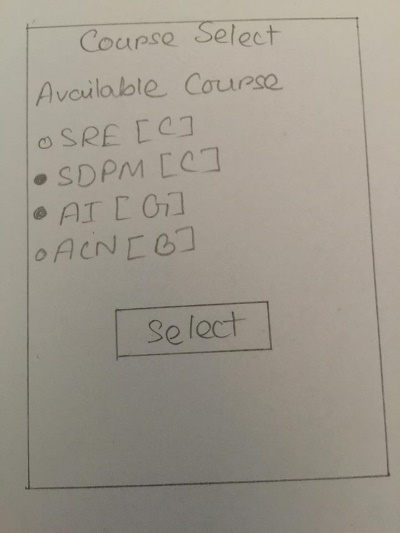 Course Select
Available Course
SRE [C]
SDPM [C]
AI [G]
ACN [B]
Select